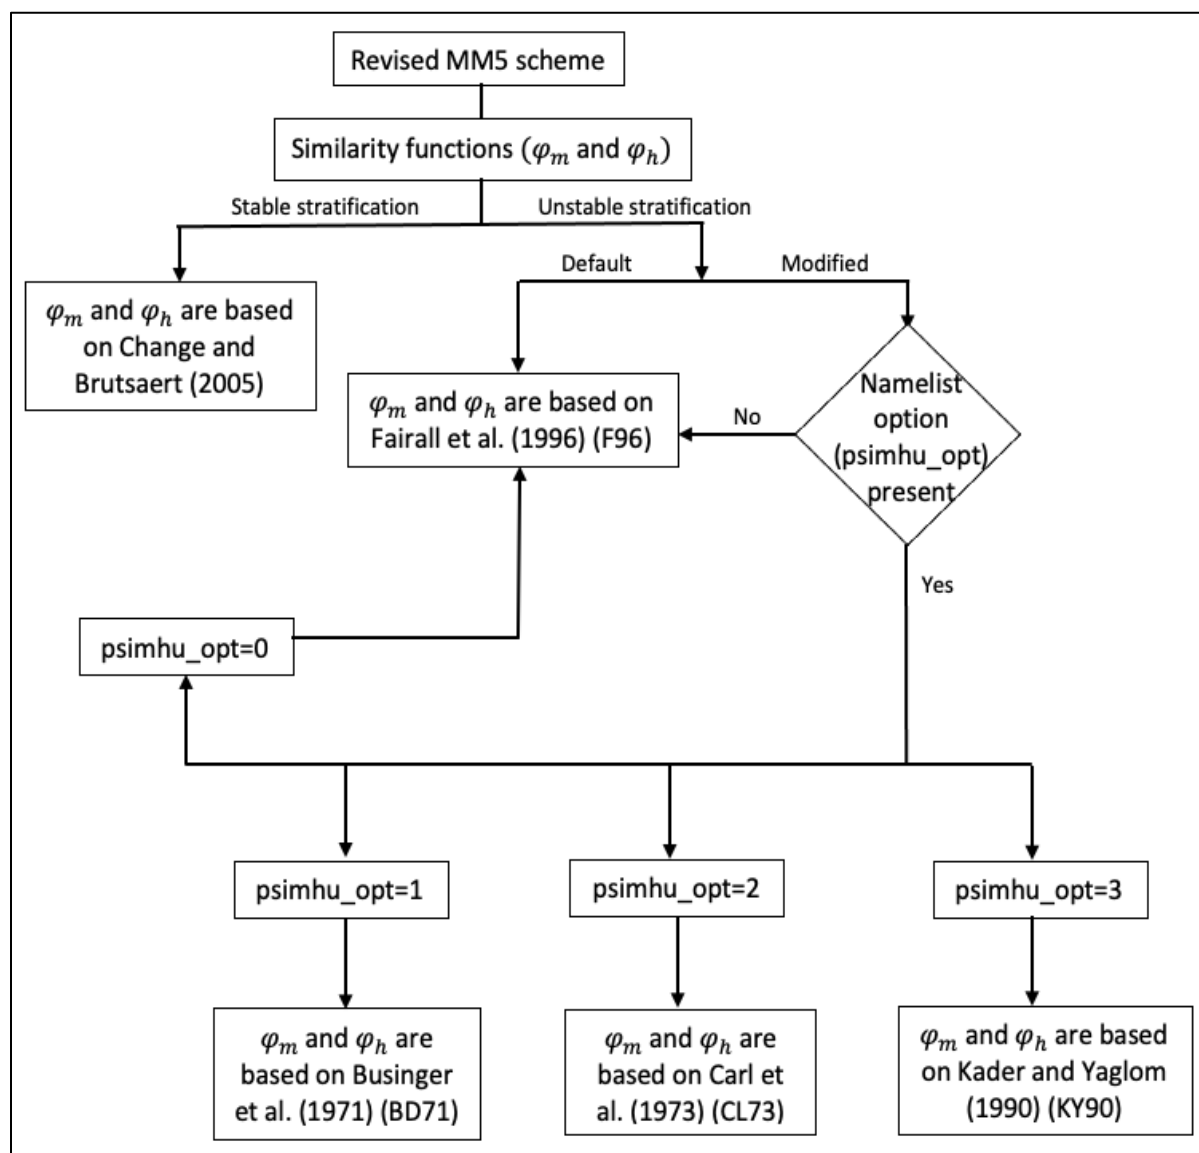 Revised MM5 scheme
Similarity functions (φm and φh)
Stable stratification
Unstable stratification
Default
Modified
φm and φh are based
on Change and
Brutsaert (2005)
φm and φh are based on
Fairall et al. (1996) (F96)
No
Namelist
option
(psimhu_opt)
present
Yes
psimhu_opt=0
psimhu_opt=1
psimhu_opt=2
psimhu_opt=3
φm and φh are
based on Businger
et al. (1971) (BD71)
φm and φh are
based on Carl et
al. (1973) (CL73)
φm and φh are based
on Kader and Yaglom
(1990) (KY90)